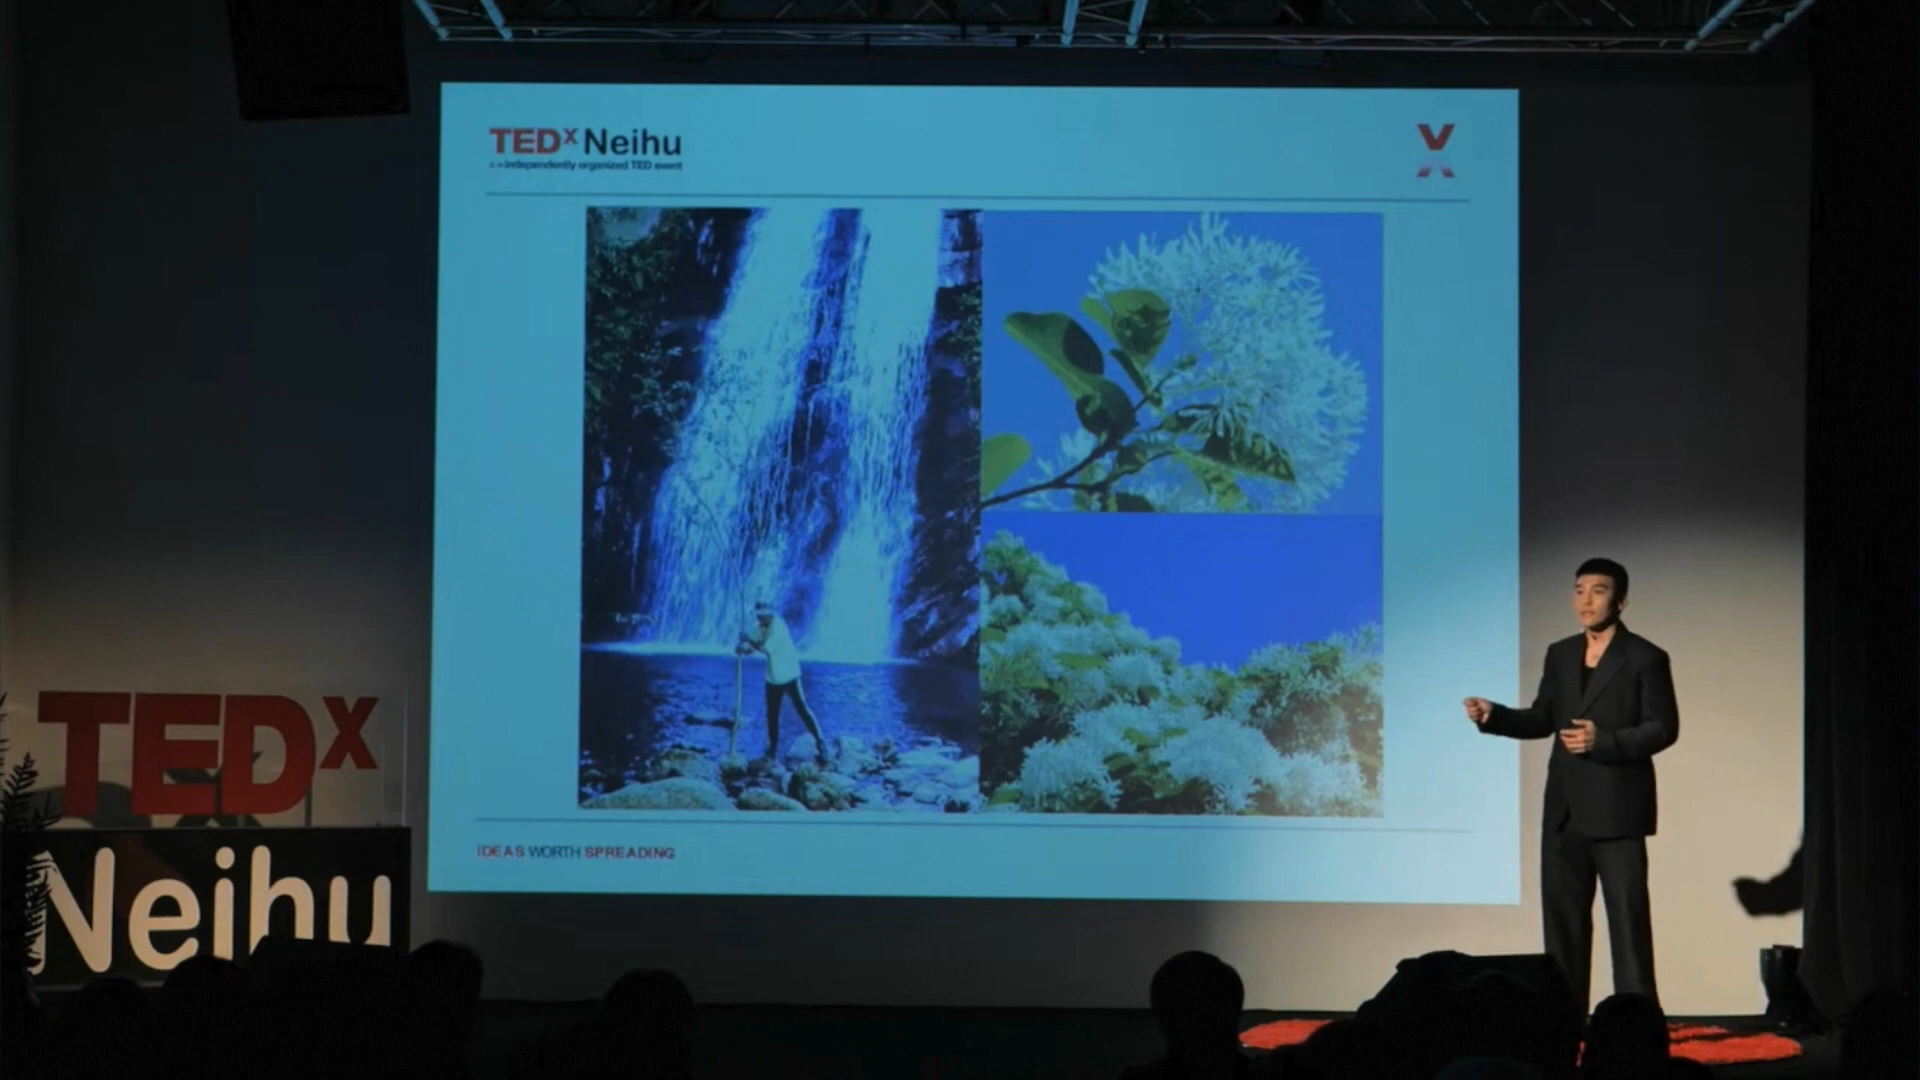 TEDx Neihu
x = independently organized TED event
X
IDEAS WORTH SPREADING
TEDx
Neihu